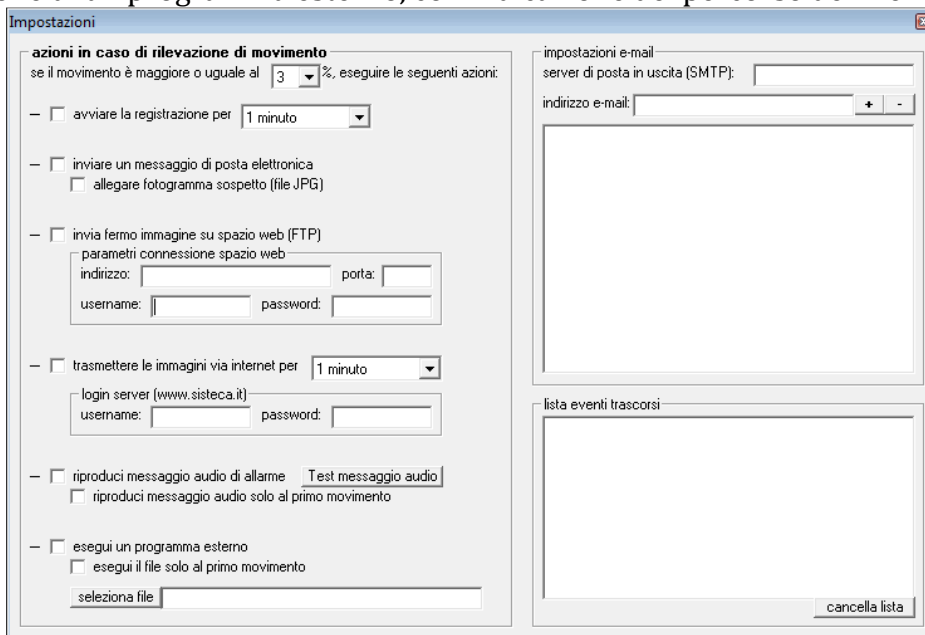 Impostazioni
azioni in caso di rilevazione di movimento
se il movimento è maggiore o uguale al 3 %, eseguire le seguenti azioni:
– avviare la registrazione per 1 minuto
– inviare un messaggio di posta elettronica
allegare fotogramma sospetto (file JPG)
– invia fermo immagine su spazio web (FTP)
parametri connessione spazio web
indirizzo: porta:
username: password:
– trasmettere le immagini via internet per 1 minuto
login server (www.sisteca.it)
username: password:
– riproduci messaggio audio di allarme Test messaggio audio
riproduci messaggio audio solo al primo movimento
– esegui un programma esterno
esegui il file solo al primo movimento
seleziona file
impostazioni e-mail
server di posta in uscita (SMTP):
indirizzo e-mail: + -
lista eventi trascorsi
cancella lista